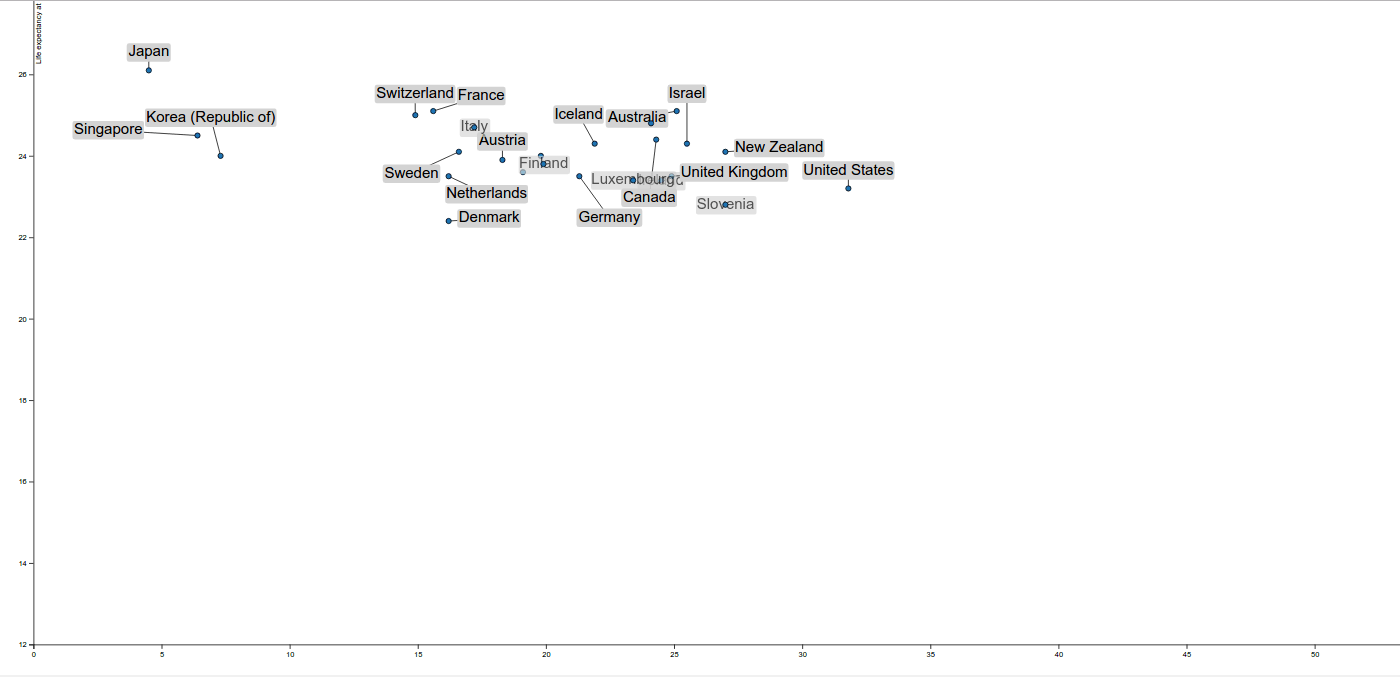 Life expectancy at
Japan
26
Switzerland
France
Israel
Iceland
Australia
Korea (Republic of)
Singapore
Italy
Austria
New Zealand
24
Finland
United States
United Kingdom
Sweden
Luxembourg
Netherlands
Canada
Slovenia
Denmark
Germany
22
20
18
16
14
12
0 5 10 15 20 25 30 35 40 45 50